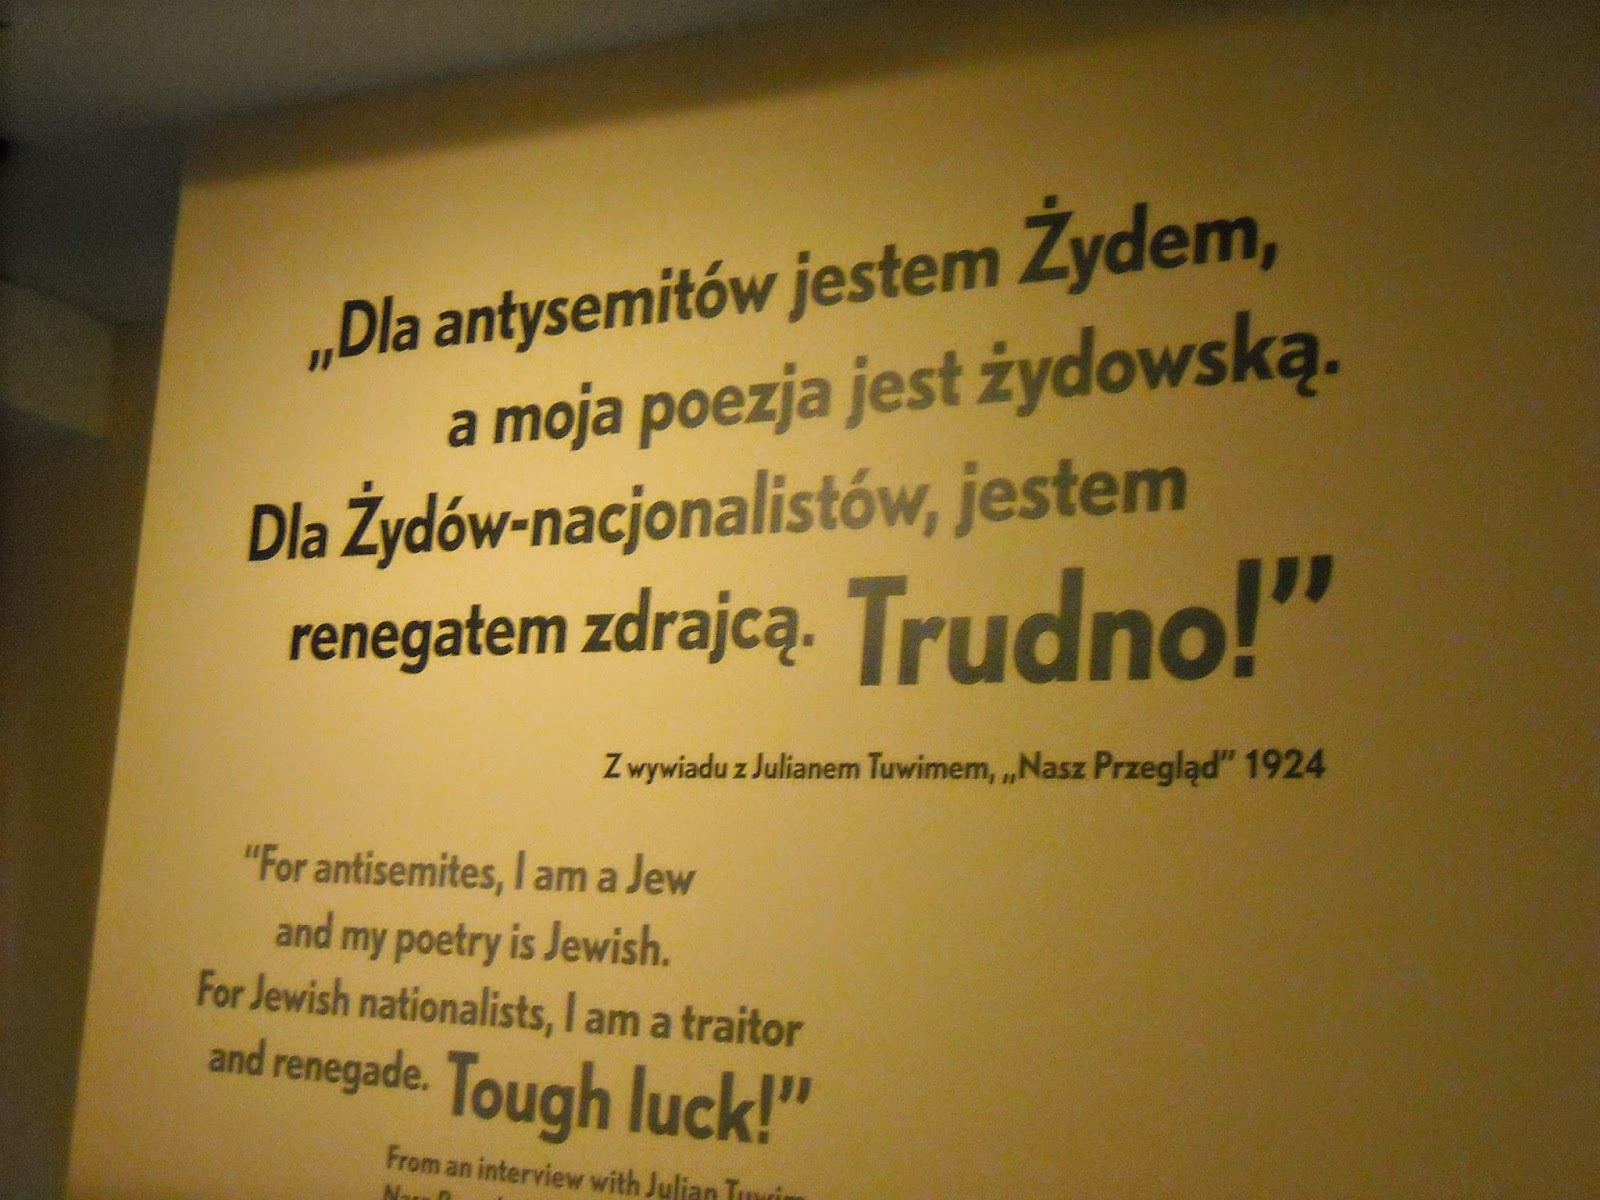 „Dla antysemitów jestem Żydem,
a moja poezja jest żydowską.
Dla Żydów-nacjonalistów, jestem
renegatem zdrajcą. Trudno!”
Z wywiadu z Julianem Tuwimem, „Nasz Przegląd” 1924
“For antisemites, I am a Jew
and my poetry is Jewish.
For Jewish nationalists, I am a traitor
and renegade. Tough luck!”
From an interview with Julian Tuwim